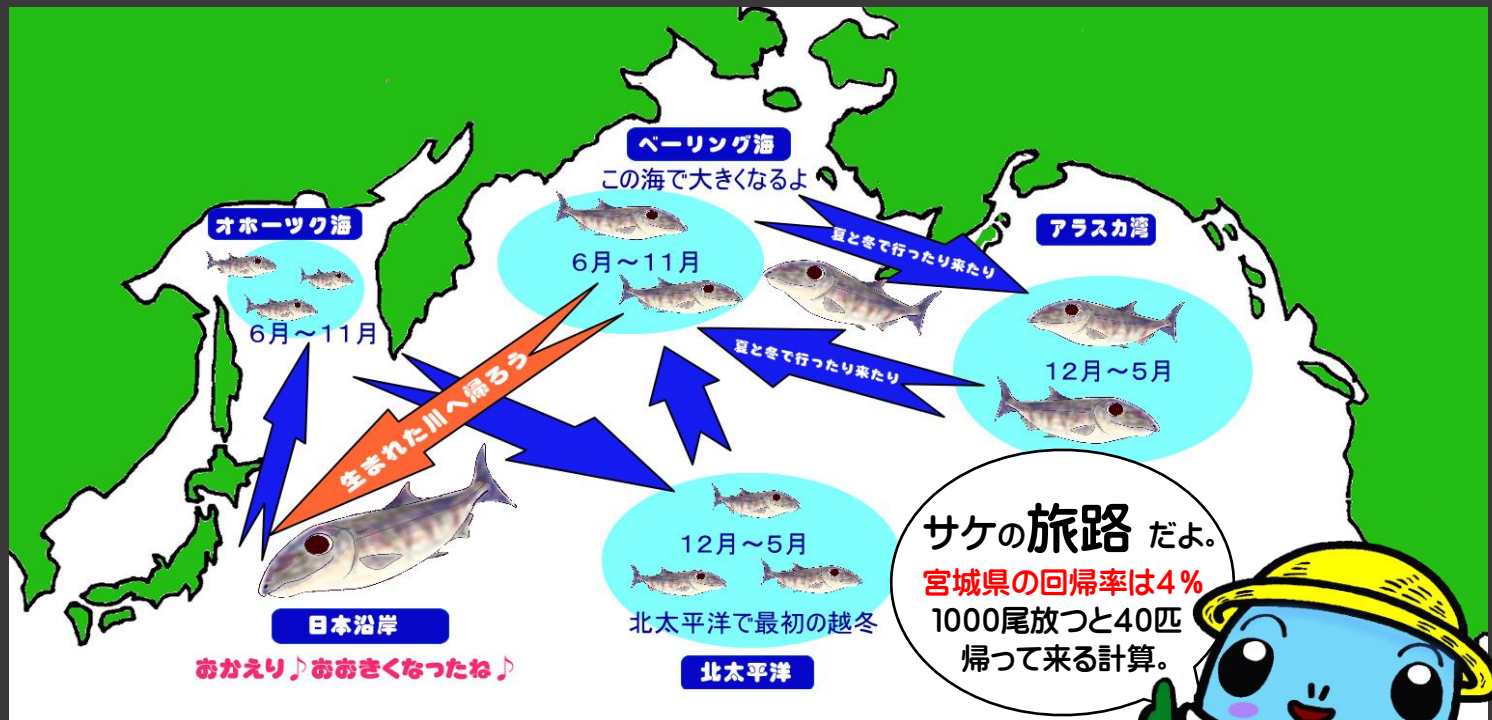 ベーリング海
この海で大きくなるよ
6月～11月
オホーツク海
6月～11月
アラスカ湾
12月～5月
夏と冬で行ったり来たり
夏と冬で行ったり来たり
生まれた川へ帰ろう
12月～5月
北太平洋で最初の越冬
北太平洋
日本沿岸
おかえり♪おおきくなったね♪
サケの旅路 だよ。
宮城県の回帰率は4％
1000尾放つと40匹
帰って来る計算。